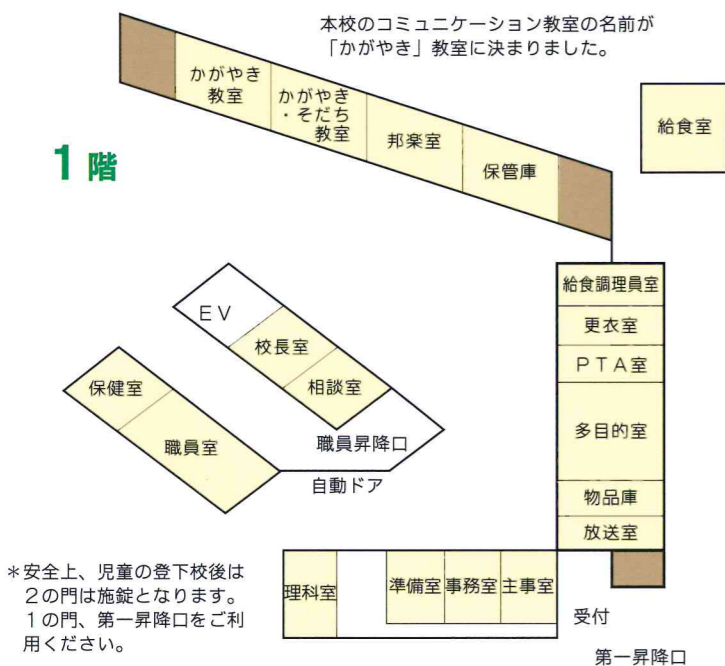 本校のコミュニケーション教室の名前が
「かがやき」教室に決まりました。
かがやき
教室
かがやき
・そだち
教室
邦楽室
保管庫
給食室
1階
給食調理員室
更衣室
PTA室
多目的室
物品庫
放送室
EV
校長室
相談室
保健室
職員室
職員昇降口
自動ドア
*安全上、児童の登下校後は
2の門は施錠となります。
1の門、第一昇降口をご利
用ください。
理科室
準備室
事務室
主事室
受付
第一昇降口